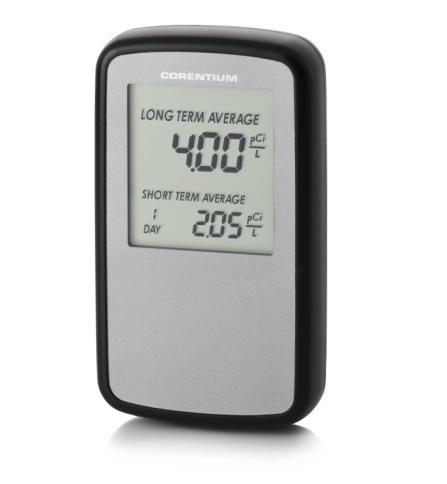 CORENTIUM
LONG TERM AVERAGE
4.00 pCi/L
SHORT TERM AVERAGE
1 DAY 2.05 pCi/L